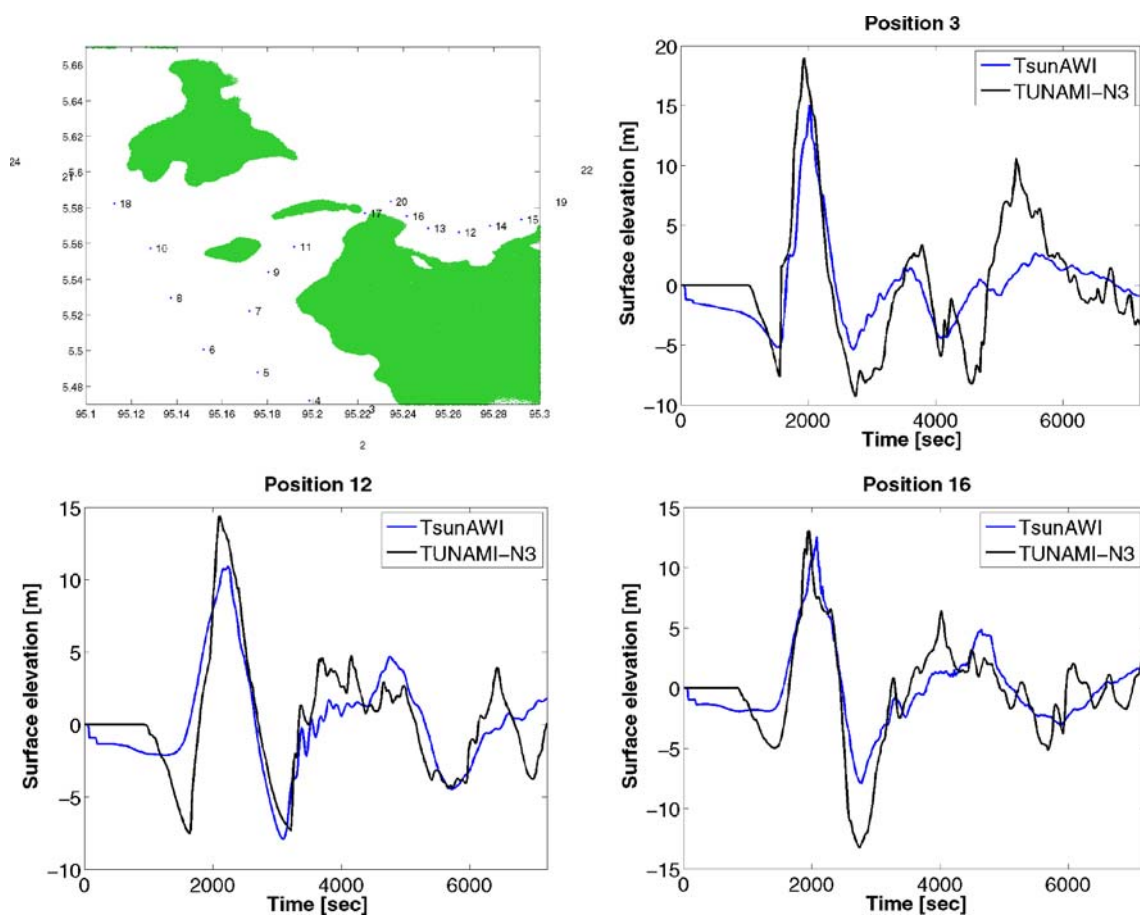 5.66
5.64
5.62
5.6
5.58
5.56
5.54
5.52
5.5
5.48
95.1 95.12 95.14 95.16 95.18 95.2 95.22 95.24 95.26 95.28 95.3
24
21
22
18
20
19
17
16
15
13
12
14
10
11
9
8
7
6
5
4
3
2
Position 3
TsunAWI
TUNAMI-N3
Surface elevation [m]
20
15
10
5
0
-5
-10
0 2000 4000 6000
Time [sec]
Position 12
TsunAWI
TUNAMI-N3
Surface elevation [m]
15
10
5
0
-5
-10
0 2000 4000 6000
Time [sec]
Position 16
TsunAWI
TUNAMI-N3
Surface elevation [m]
15
10
5
0
-5
-10
-15
0 2000 4000 6000
Time [sec]